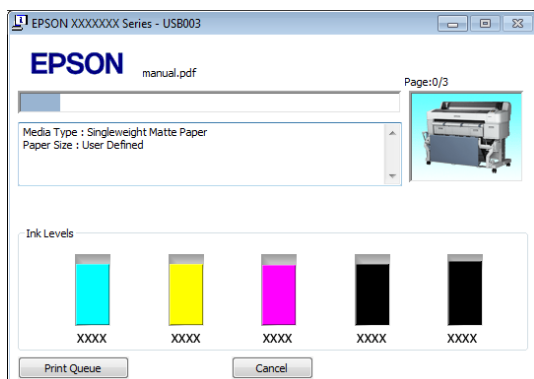 EPSON XXXXXXX Series - USB003
EPSON
manual.pdf
Page:0/3
Media Type : Singleweight Matte Paper
Paper Size : User Defined
Ink Levels
XXXX XXXX XXXX XXXX XXXX
Print Queue Cancel